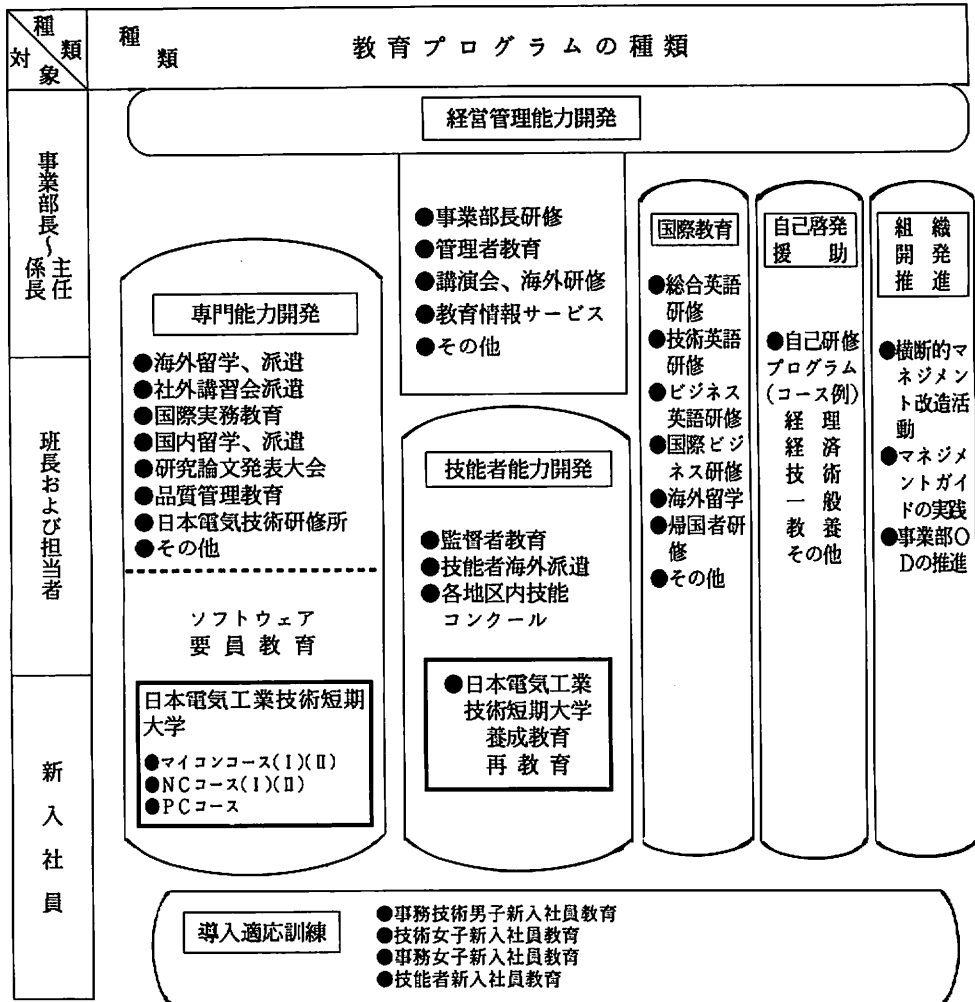 種類
対象
種類
教育プログラムの種類
事業部長~係長主任
班長および担当者
新入社員
経営管理能力開発
●事業部長研修
●管理者教育
●講演会、海外研修
●教育情報サービス
●その他
専門能力開発
●海外留学、派遣
●社外講習会派遣
●国際実務教育
●国内留学、派遣
●研究論文発表大会
●品質管理教育
●日本電気技術研修所
●その他
ソフトウェア
要員教育
日本電気工業技術短期
大学
●マイコンコース(I)(II)
●NCコース(I)(II)
●PCコース
技能者能力開発
●監督者教育
●技能者海外派遣
●各地区内技能
コンクール
●日本電気工業
技術短期大学
養成教育
再教育
国際教育
●総合英語
研修
●技術英語
研修
●ビジネス
英語研修
●国際ビジ
ネス研修
●海外留学
●帰国者研
修
●その他
自己啓発
援助
●自己研修
プログラム
(コース例)
経理
経済
技術
一般
教養
その他
組織
開発
推進
●横断的マ
ネジメン
ト改造活
動
●マネジメ
ントガイ
ドの実践
●事業部O
Dの推進
導入適応訓練
●事務技術男子新入社員教育
●技術女子新入社員教育
●事務女子新入社員教育
●技能者新入社員教育